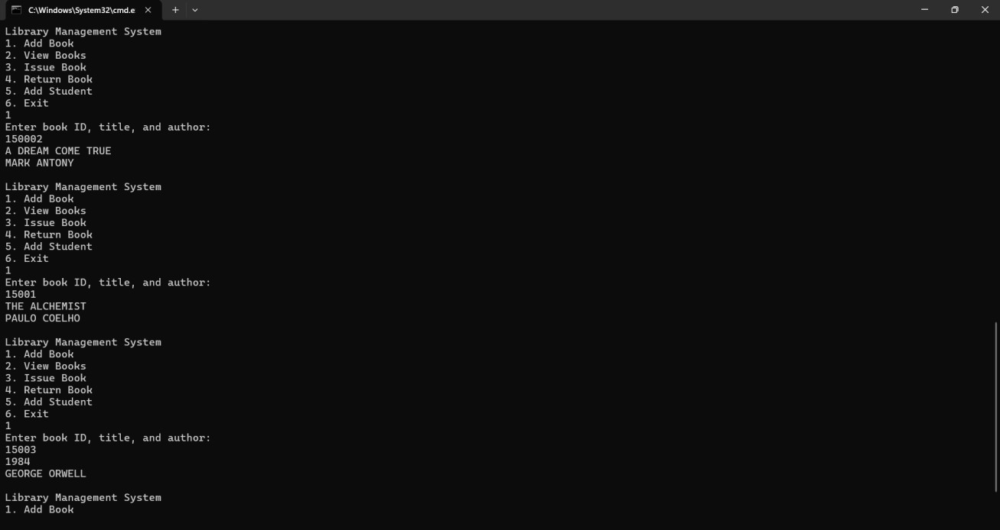 C:\Windows\System32\cmd.e
Library Management System
1. Add Book
2. View Books
3. Issue Book
4. Return Book
5. Add Student
6. Exit
1
Enter book ID, title, and author:
150002
A DREAM COME TRUE
MARK ANTONY
Library Management System
1. Add Book
2. View Books
3. Issue Book
4. Return Book
5. Add Student
6. Exit
1
Enter book ID, title, and author:
15001
THE ALCHEMIST
PAULO COELHO
Library Management System
1. Add Book
2. View Books
3. Issue Book
4. Return Book
5. Add Student
6. Exit
1
Enter book ID, title, and author:
15003
1984
GEORGE ORWELL
Library Management System
1. Add Book